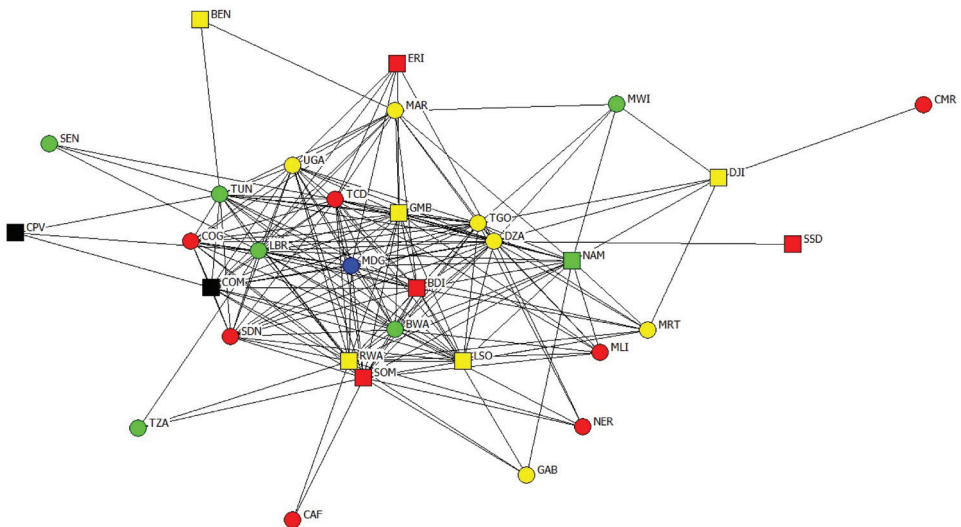 BEN
ERI
MAR
MWI
CMR
SEN
UGA
DJI
TUN
TCD
GMB
TGO
CPV
COG
LBR
DZA
SSD
MDG
NAM
COM
BDI
SDN
BWA
MRT
RWA
LSO
MLI
SOM
TZA
NER
GAB
CAF